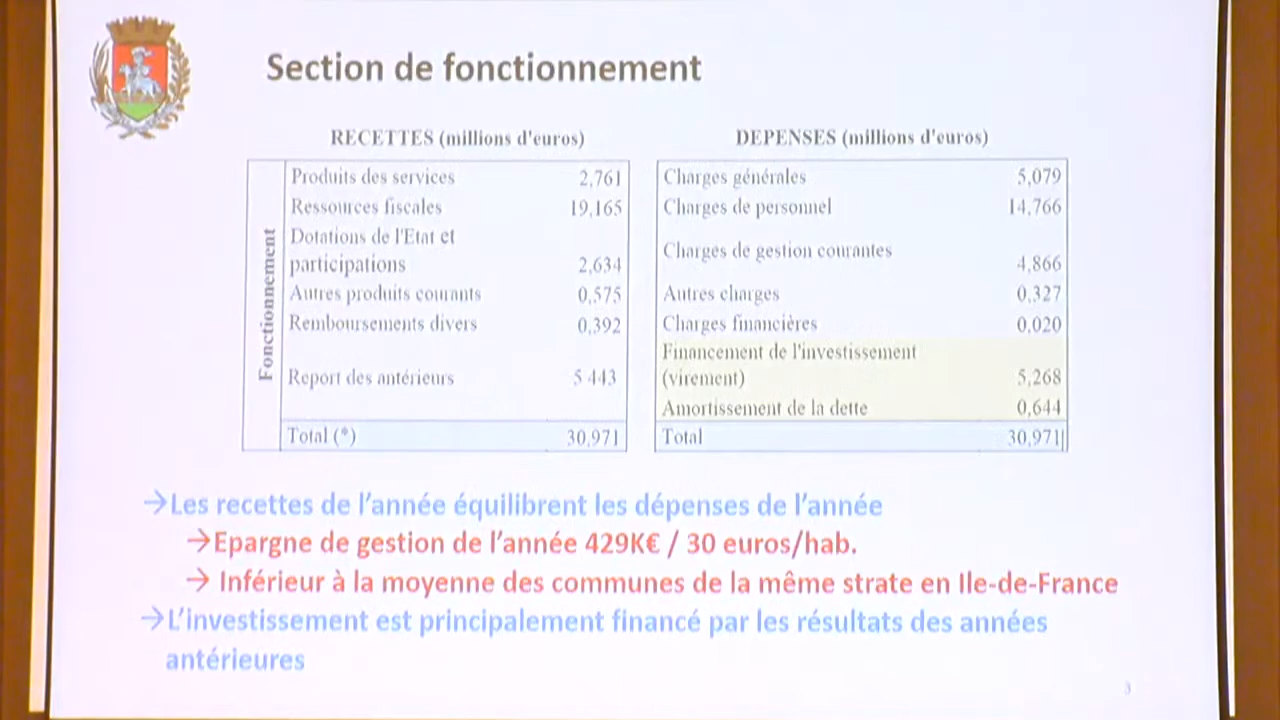 Section de fonctionnement
RECETTES (millions d'euros)
Fonctionnement
Produits des services 2,761
Ressources fiscales 19,165
Dotations de l'Etat et
participations 2,634
Autres produits courants 0,575
Remboursements divers 0,392
Report des antérieurs 5 443
Total (*) 30,971
DEPENSES (millions d'euros)
Charges générales 5,079
Charges de personnel 14,766
Charges de gestion courantes 4,866
Autres charges 0,327
Charges financières 0,020
Financement de l'investissement
(virement) 5,268
Amortissement de la dette 0,644
Total 30,971
→Les recettes de l'année équilibrent les dépenses de l'année
→Epargne de gestion de l'année 429K€ / 30 euros/hab.
→ Inférieur à la moyenne des communes de la même strate en Ile-de-France
→L'investissement est principalement financé par les résultats des années
antérieures
3